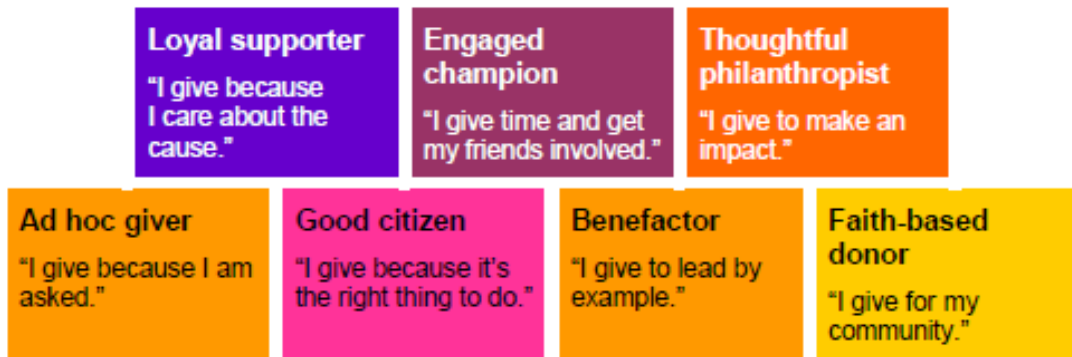 Loyal supporter
“I give because
I care about the
cause.”
Engaged
champion
“I give time and get
my friends involved.”
Thoughtful
philanthropist
“I give to make an
impact.”
Ad hoc giver
“I give because I am
asked.”
Good citizen
“I give because it’s
the right thing to do.”
Benefactor
“I give to lead by
example.”
Faith-based
donor
“I give for my
community.”